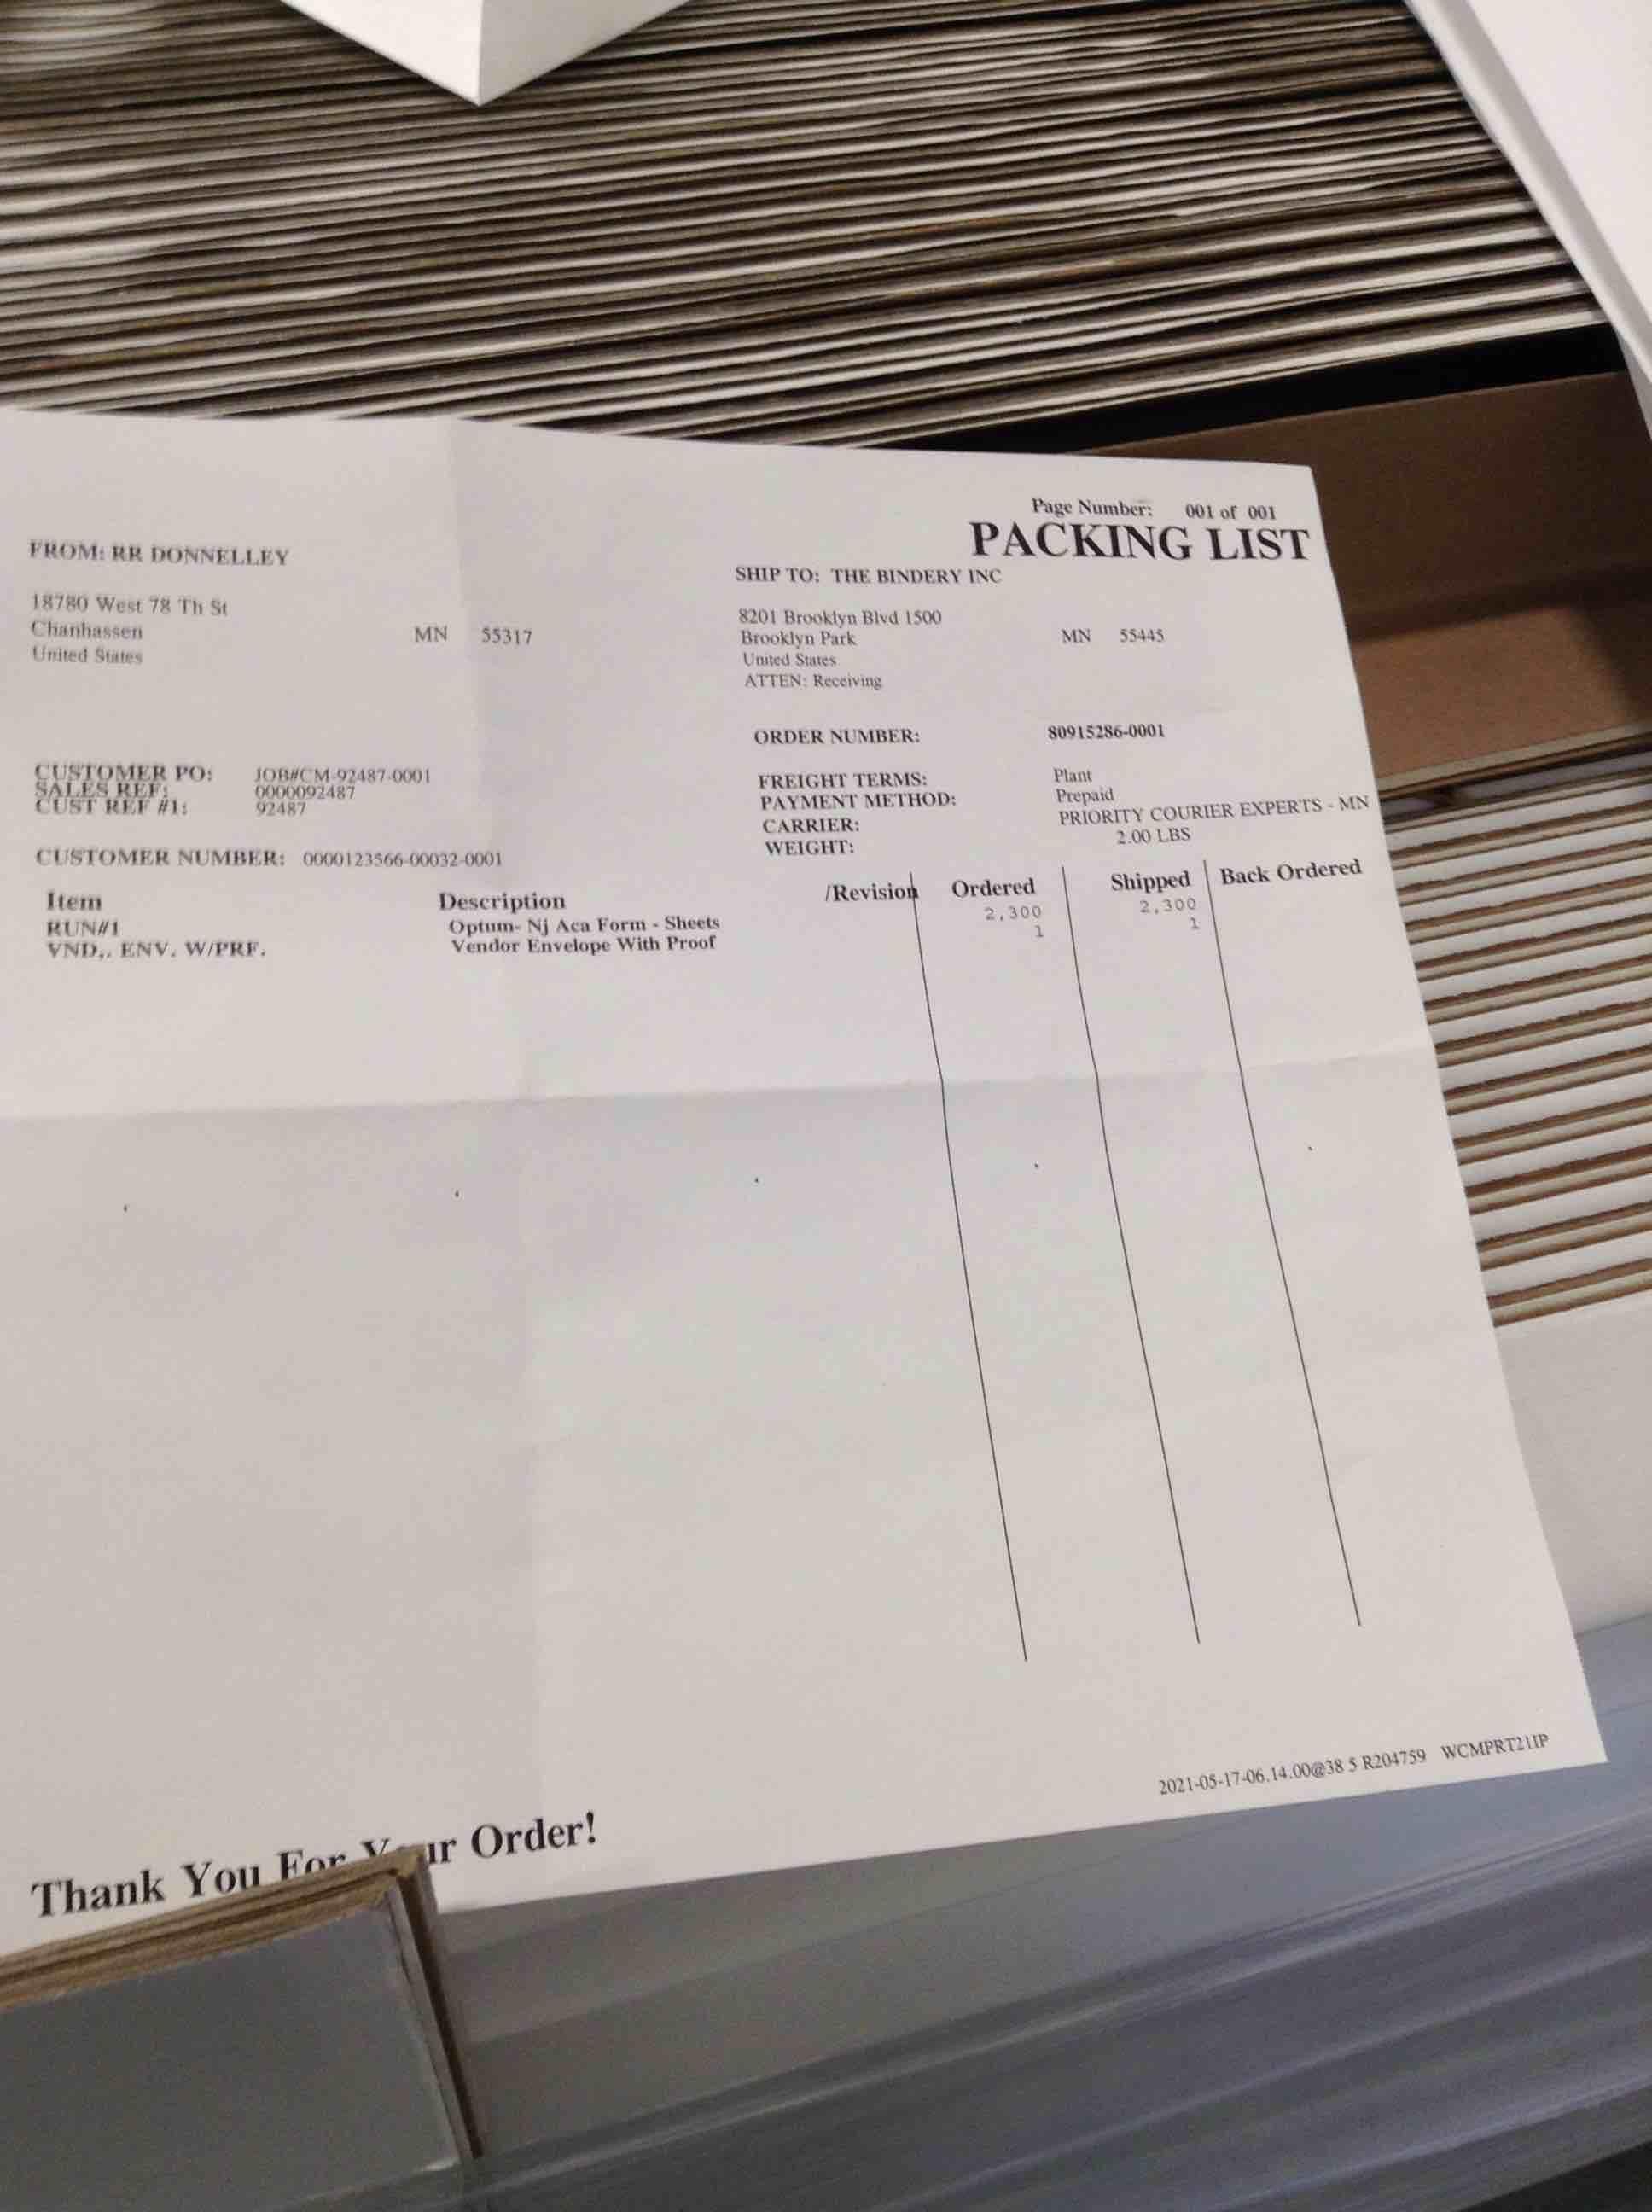 Page Number: 001 of 001
PACKING LIST
FROM: RR DONNELLEY
18780 West 78 Th St
Chanhassen MN 55317
United States
SHIP TO: THE BINDERY INC
8201 Brooklyn Blvd 1500
Brooklyn Park MN 55445
United States
ATTEN: Receiving
CUSTOMER PO: JOB#CM-92487-0001
SALES REF: 0000092487
CUST REF #1: 92487
CUSTOMER NUMBER: 0000123566-00032-0001
ORDER NUMBER: 80915286-0001
FREIGHT TERMS: Plant
PAYMENT METHOD: Prepaid
CARRIER: PRIORITY COURIER EXPERTS - MN
WEIGHT: 2.00 LBS
Item Description /Revision Ordered Shipped Back Ordered
RUN#1 Optum- Nj Aca Form - Sheets 2,300 2,300
VND,. ENV. W/PRF. Vendor Envelope With Proof 1 1
2021-05-17-06.14.00@38 5 R204759 WCMPRT21IP
Thank You For Your Order!